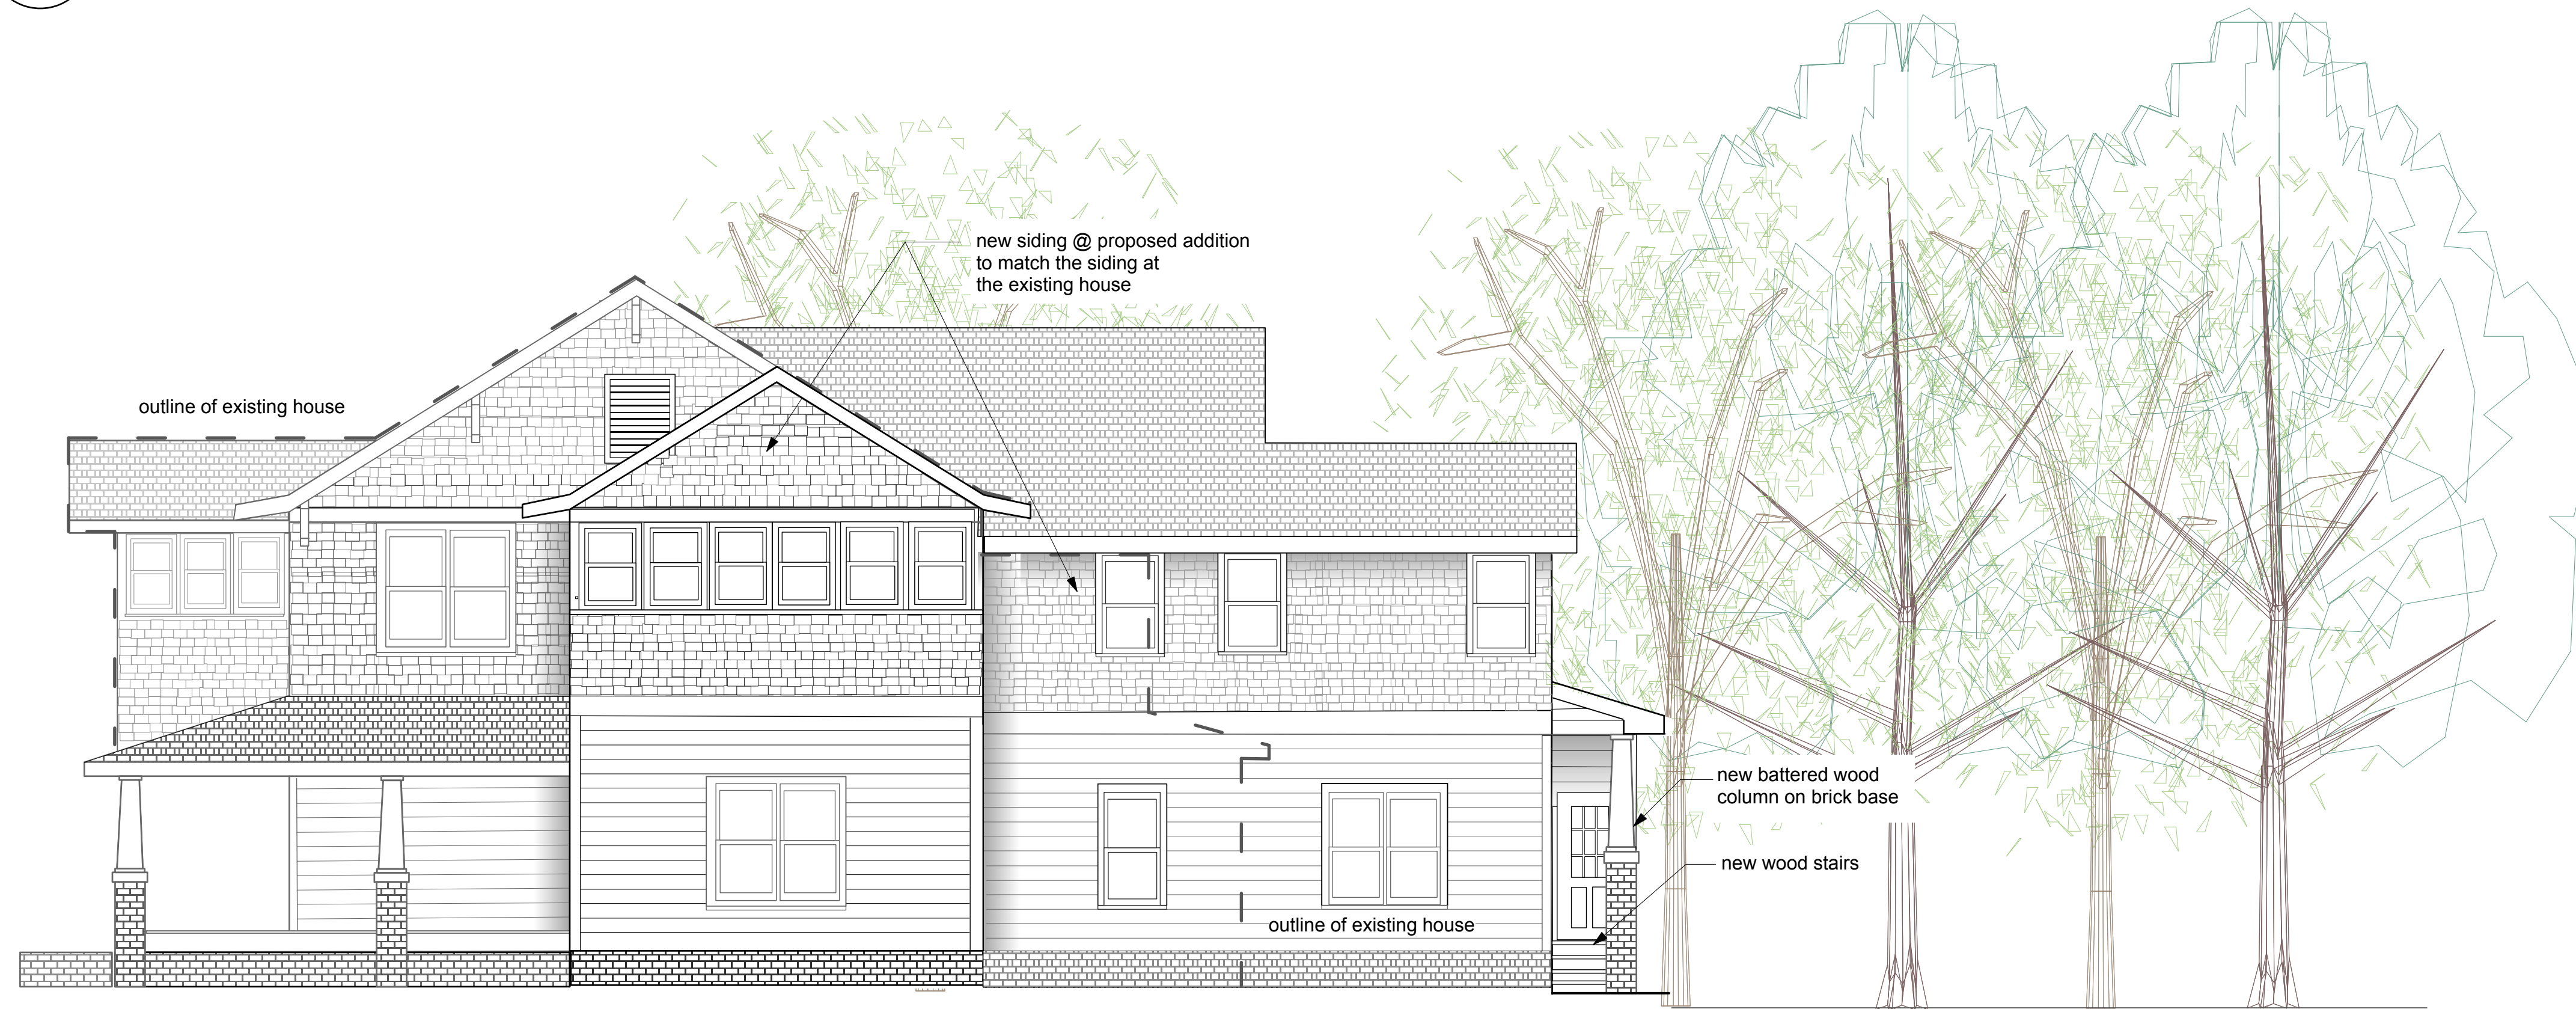 new siding @ proposed addition
to match the siding at
the existing house
outline of existing house
new battered wood
column on brick base
new wood stairs
outline of existing house